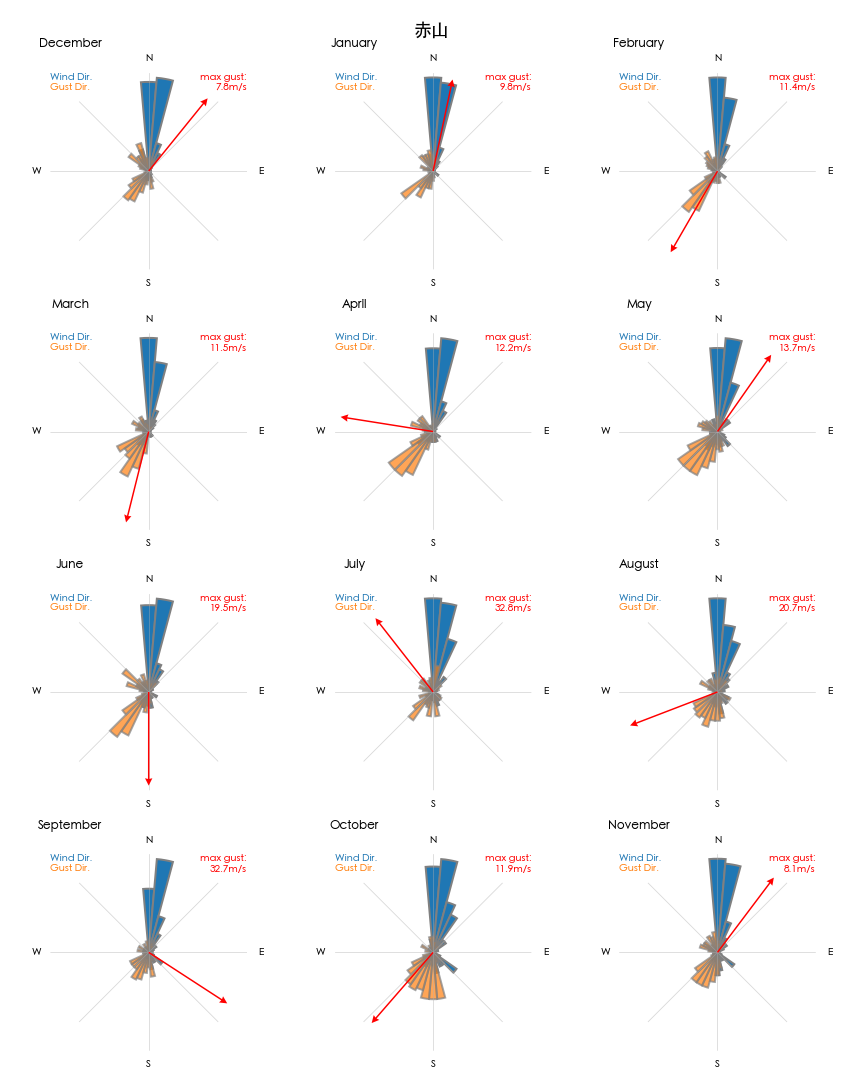 赤山
December
January
February
N
N
N
Wind Dir.
max gust:
Wind Dir.
max gust:
Wind Dir.
max gust:
Gust Dir.
7.8m/s
Gust Dir.
9.8m/s
Gust Dir.
11.4m/s
W
E
W
E
W
E
S
S
S
March
April
May
N
N
N
Wind Dir.
max gust:
Wind Dir.
max gust:
Wind Dir.
max gust:
Gust Dir.
11.5m/s
Gust Dir.
12.2m/s
Gust Dir.
13.7m/s
W
E
W
E
W
E
S
S
S
June
July
August
N
N
N
Wind Dir.
max gust:
Wind Dir.
max gust:
Wind Dir.
max gust:
Gust Dir.
19.5m/s
Gust Dir.
32.8m/s
Gust Dir.
20.7m/s
W
E
W
E
W
E
S
S
S
September
October
November
N
N
N
Wind Dir.
max gust:
Wind Dir.
max gust:
Wind Dir.
max gust:
Gust Dir.
32.7m/s
Gust Dir.
11.9m/s
Gust Dir.
8.1m/s
W
E
W
E
W
E
S
S
S